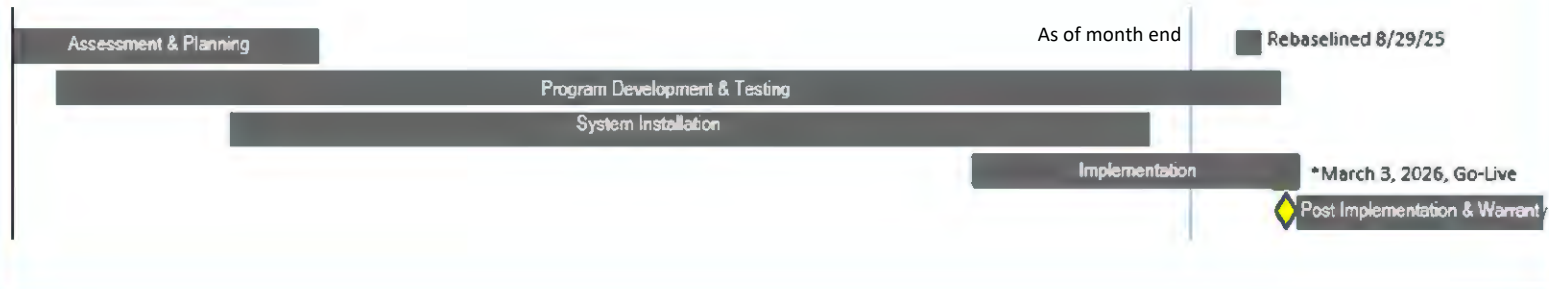 As of month end
Rebaselined 8/29/25
Assessment & Planning
Program Development & Testing
System Installation
Implementation
*March 3, 2026, Go-Live
Post Implementation & Warranty